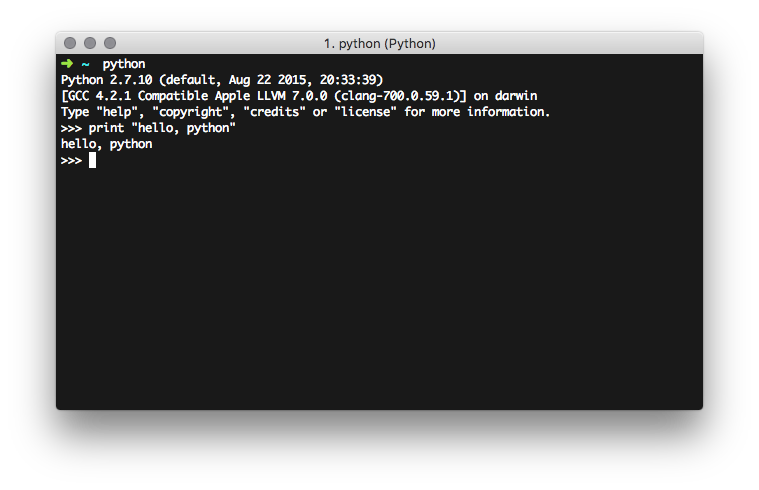 1. python (Python)
➜ ~ python
Python 2.7.10 (default, Aug 22 2015, 20:33:39)
[GCC 4.2.1 Compatible Apple LLVM 7.0.0 (clang-700.0.59.1)] on darwin
Type "help", "copyright", "credits" or "license" for more information.
>>> print "hello, python"
hello, python
>>>